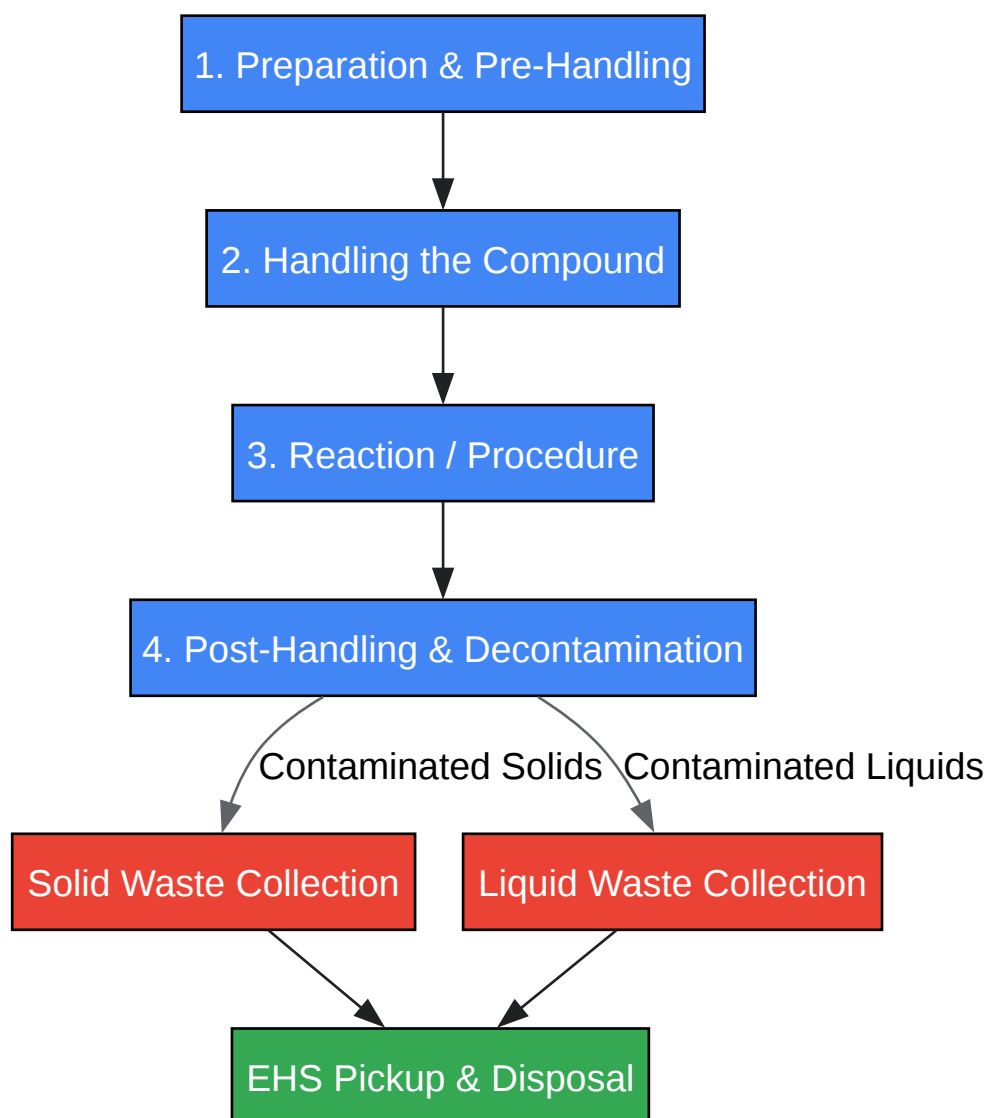 1. Preparation & Pre-Handling
2. Handling the Compound
3. Reaction / Procedure
4. Post-Handling & Decontamination
Contaminated Solids
Contaminated Liquids
Solid Waste Collection
Liquid Waste Collection
EHS Pickup & Disposal